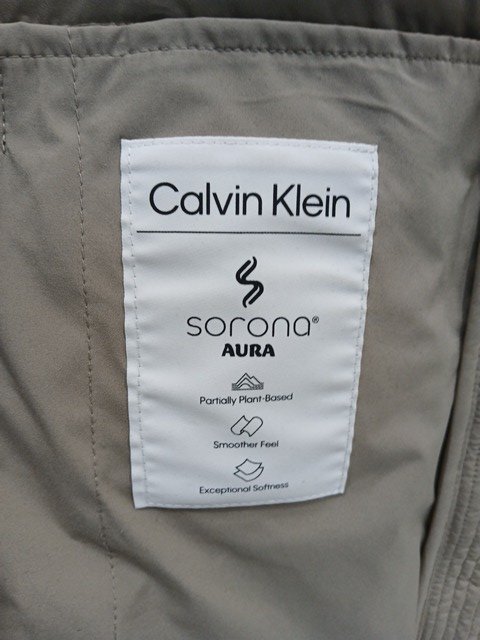 Calvin Klein
sorona®
AURA
Partially Plant-Based
Smoother Feel
Exceptional Softness